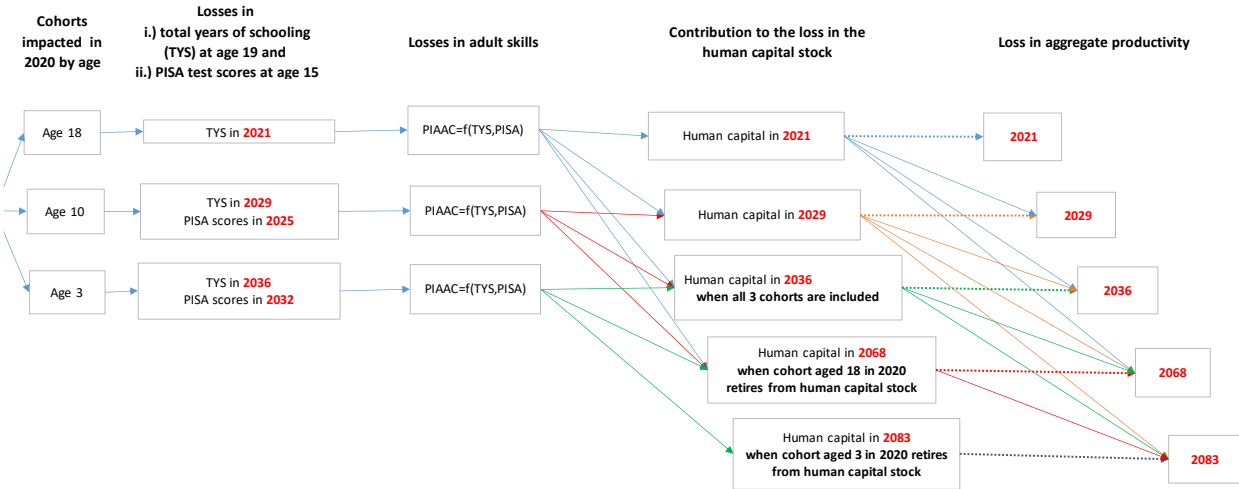 Cohorts
impacted in
2020 by age
Losses in
i.) total years of schooling
(TYS) at age 19 and
ii.) PISA test scores at age 15
Losses in adult skills
Contribution to the loss in the
human capital stock
Loss in aggregate productivity
Age 18
TYS in 2021
PIAAC=f(TYS,PISA)
Human capital in 2021
2021
Age 10
TYS in 2029
PISA scores in 2025
PIAAC=f(TYS,PISA)
Human capital in 2029
2029
Age 3
TYS in 2036
PISA scores in 2032
PIAAC=f(TYS,PISA)
Human capital in 2036
when all 3 cohorts are included
2036
Human capital in 2068
when cohort aged 18 in 2020
retires from human capital stock
2068
Human capital in 2083
when cohort aged 3 in 2020 retires
from human capital stock
2083